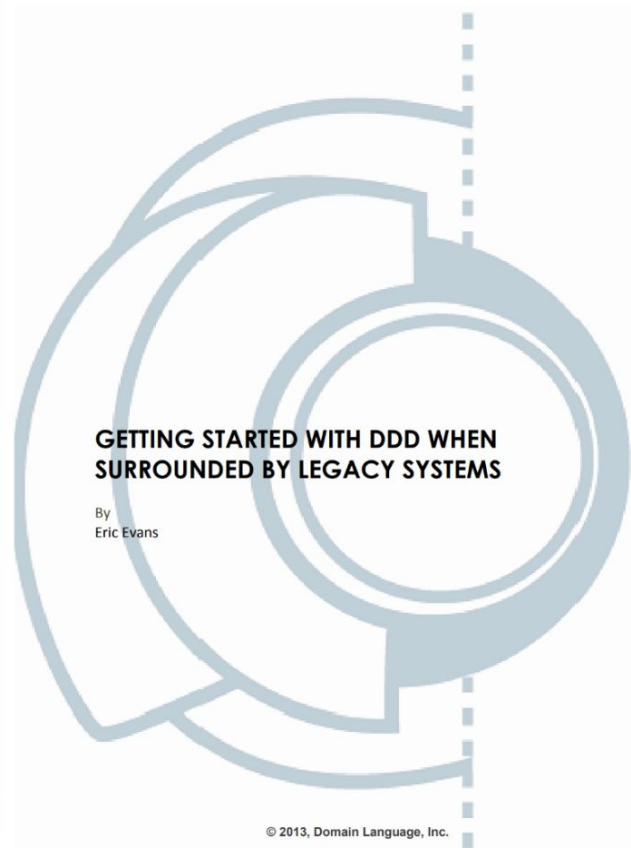 GETTING STARTED WITH DDD WHEN
SURROUNDED BY LEGACY SYSTEMS
By
Eric Evans
© 2013, Domain Language, Inc.